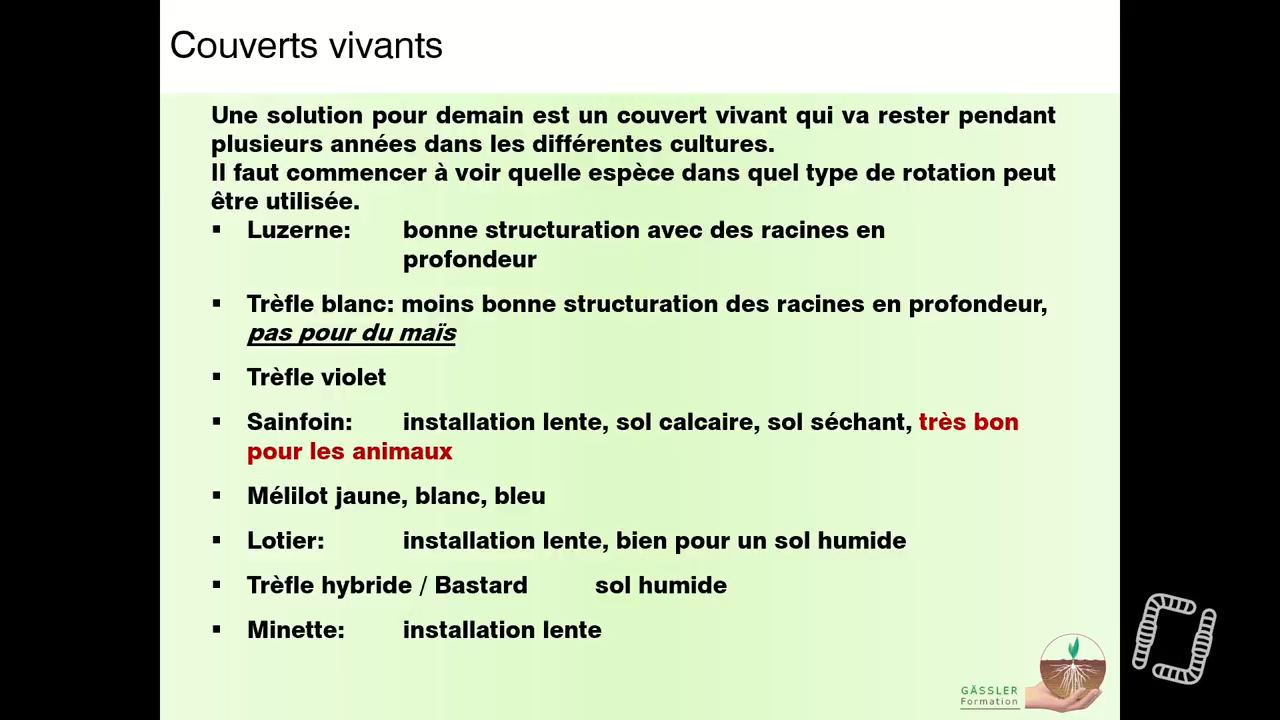 Couverts vivants
Une solution pour demain est un couvert vivant qui va rester pendant
plusieurs années dans les différentes cultures.
Il faut commencer à voir quelle espèce dans quel type de rotation peut
être utilisée.
▪ Luzerne: bonne structuration avec des racines en
profondeur
▪ Trèfle blanc: moins bonne structuration des racines en profondeur,
pas pour du maïs
▪ Trèfle violet
▪ Sainfoin: installation lente, sol calcaire, sol séchant, très bon
pour les animaux
▪ Mélilot jaune, blanc, bleu
▪ Lotier: installation lente, bien pour un sol humide
▪ Trèfle hybride / Bastard sol humide
▪ Minette: installation lente
GÄSSLER
Formation